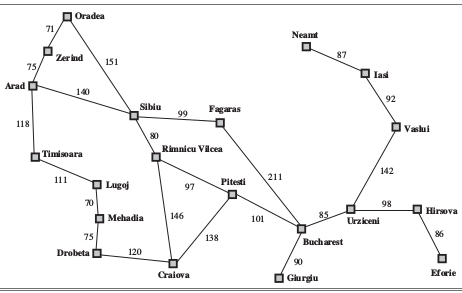 Oradea
71
Neamt
Zerind
87
151
75
Iasi
Arad
140
92
Sibiu
99
Fagaras
118
Vaslui
80
Timisoara
Rimnicu Vilcea
142
111
211
Lugoj
97
Pitesti
70
98
Hirsova
146
101
85
Mehadia
Urziceni
75
138
86
Bucharest
Drobeta
120
90
Craiova
Giurgiu
Eforie